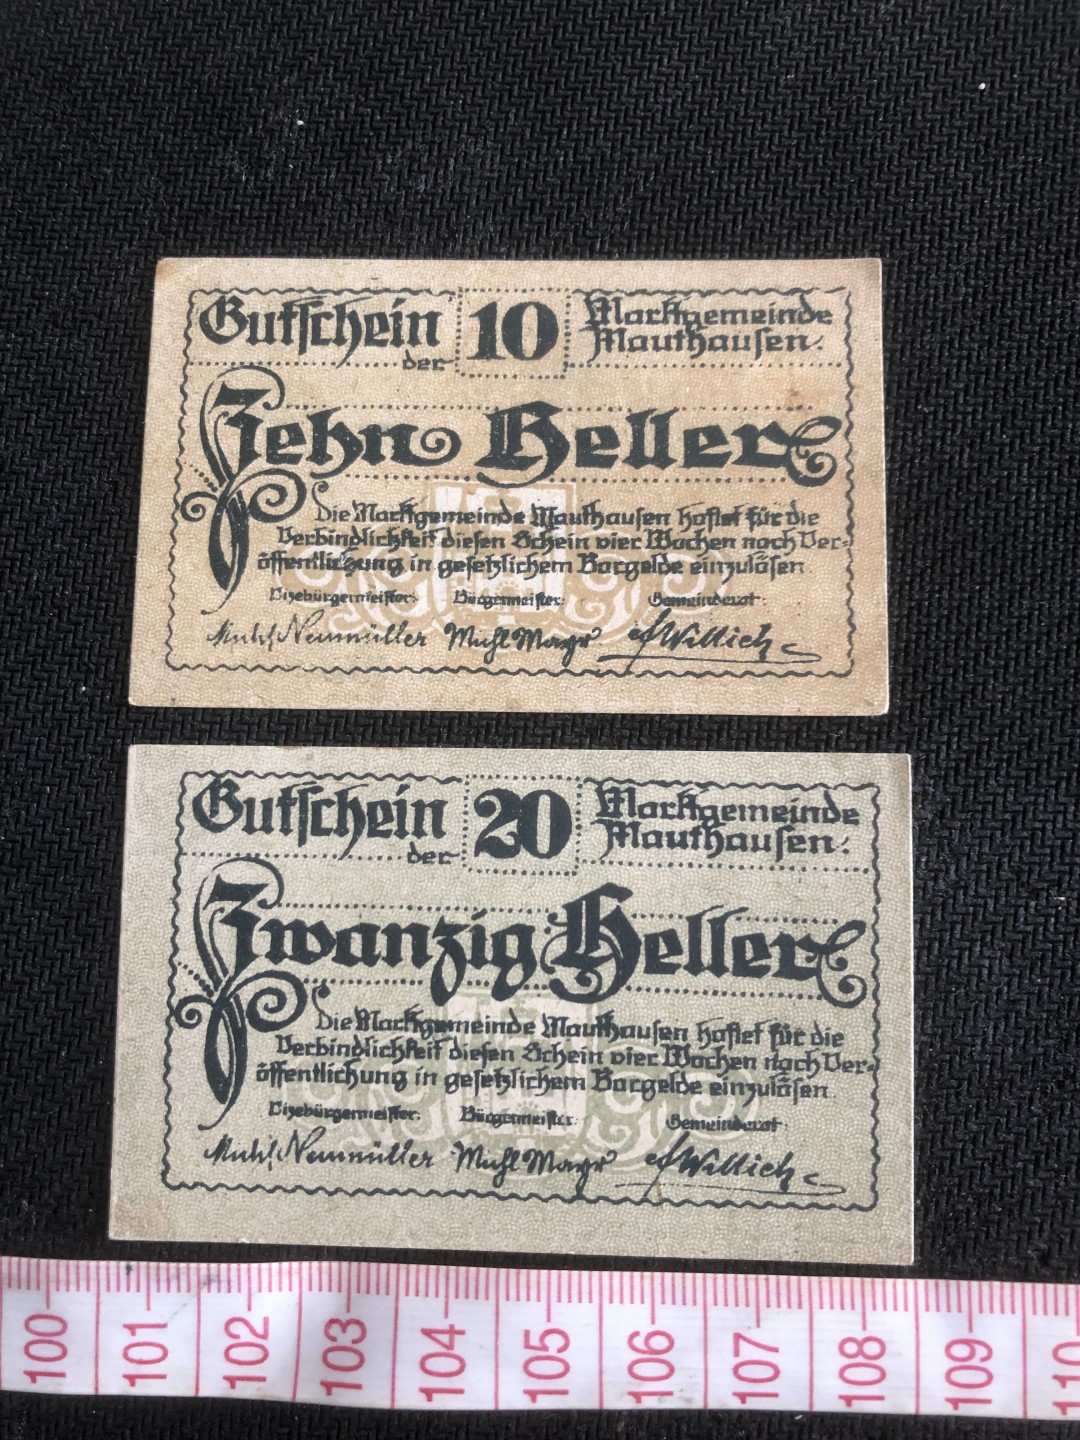 Gutschein
der
10
Marktgemeinde
Mauthausen:
Zehn Heller
Die Marktgemeinde Mauthausen haftet für die
Verbindlichkeit diesen Schein vier Wochen nach Ver-
öffentlichung in gesetzlichem Bargelde einzulösen
Vizebürgermeister: Bürgermeister: Gemeinderat:
Neumüller Mayr Willich
Gutschein
der
20
Marktgemeinde
Mauthausen:
Zwanzig Heller
Die Marktgemeinde Mauthausen haftet für die
Verbindlichkeit diesen Schein vier Wochen nach Ver-
öffentlichung in gesetzlichem Bargelde einzulösen.
Vizebürgermeister: Bürgermeister: Gemeinderat:
Neumüller Mayr Willich
100 101 102 103 104 105 106 107 108 109